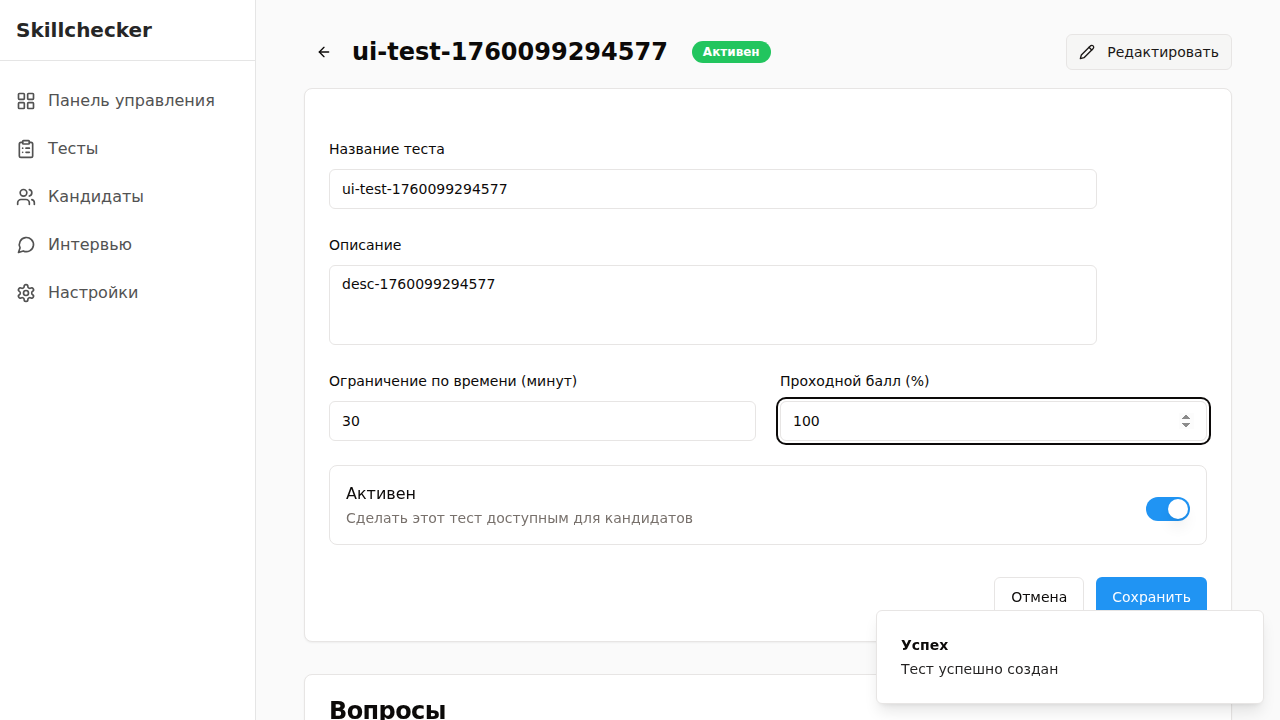 Skillchecker
Панель управления
Тесты
Кандидаты
Интервью
Настройки
ui-test-1760099294577
Активен
Редактировать
Название теста
ui-test-1760099294577
Описание
desc-1760099294577
Ограничение по времени (минут)
Проходной балл (%)
30
100
Активен
Сделать этот тест доступным для кандидатов
Отмена
Сохранить
Успех
Тест успешно создан
Вопросы